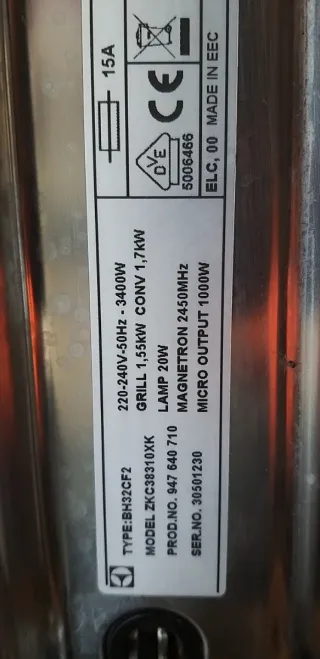 TYPE:BH32CF2
MODEL ZKC38310XK
PROD.NO. 947 640 710
SER.NO. 30501230
220-240V-50Hz - 3400W
GRILL 1,55kW CONV 1,7kW
LAMP 20W
MAGNETRON 2450MHz
MICRO OUTPUT 1000W
15A
DVE
5006466
CE
ELC, 00 MADE IN EEC